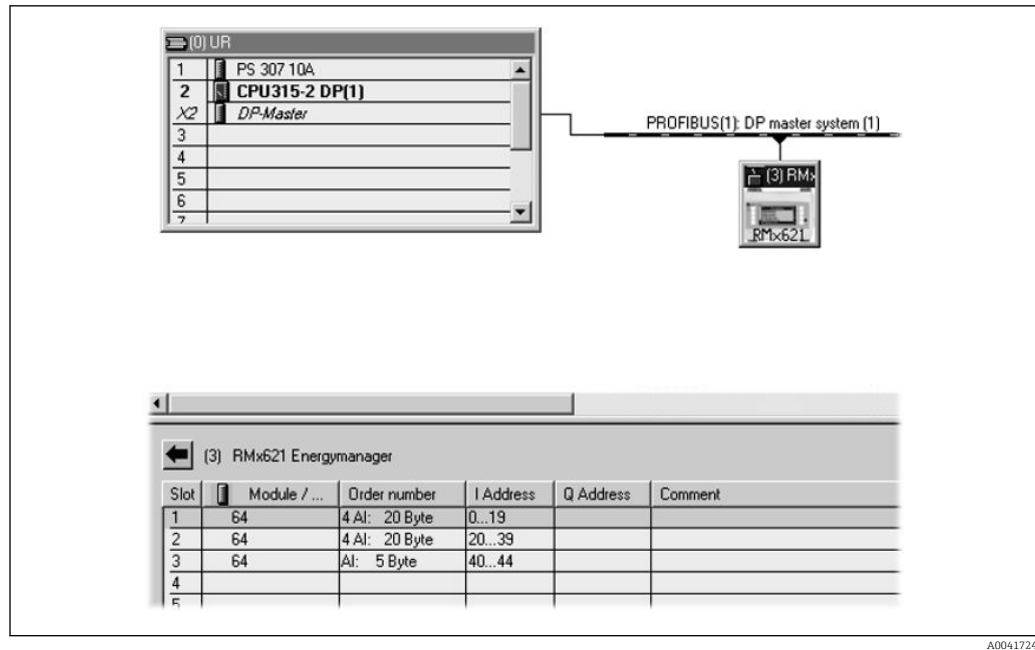 (0) UR
1 PS 307 10A
2 CPU315-2 DP(1)
X2 DP-Master
3
4
5
6
7
PROFIBUS(1): DP master system (1)
(3) RMx
RMx621
(3) RMx621 Energymanager
Slot Module / ... Order number I Address Q Address Comment
1 64 4 AI: 20 Byte 0...19
2 64 4 AI: 20 Byte 20...39
3 64 AI: 5 Byte 40...44
4
5
A0041724